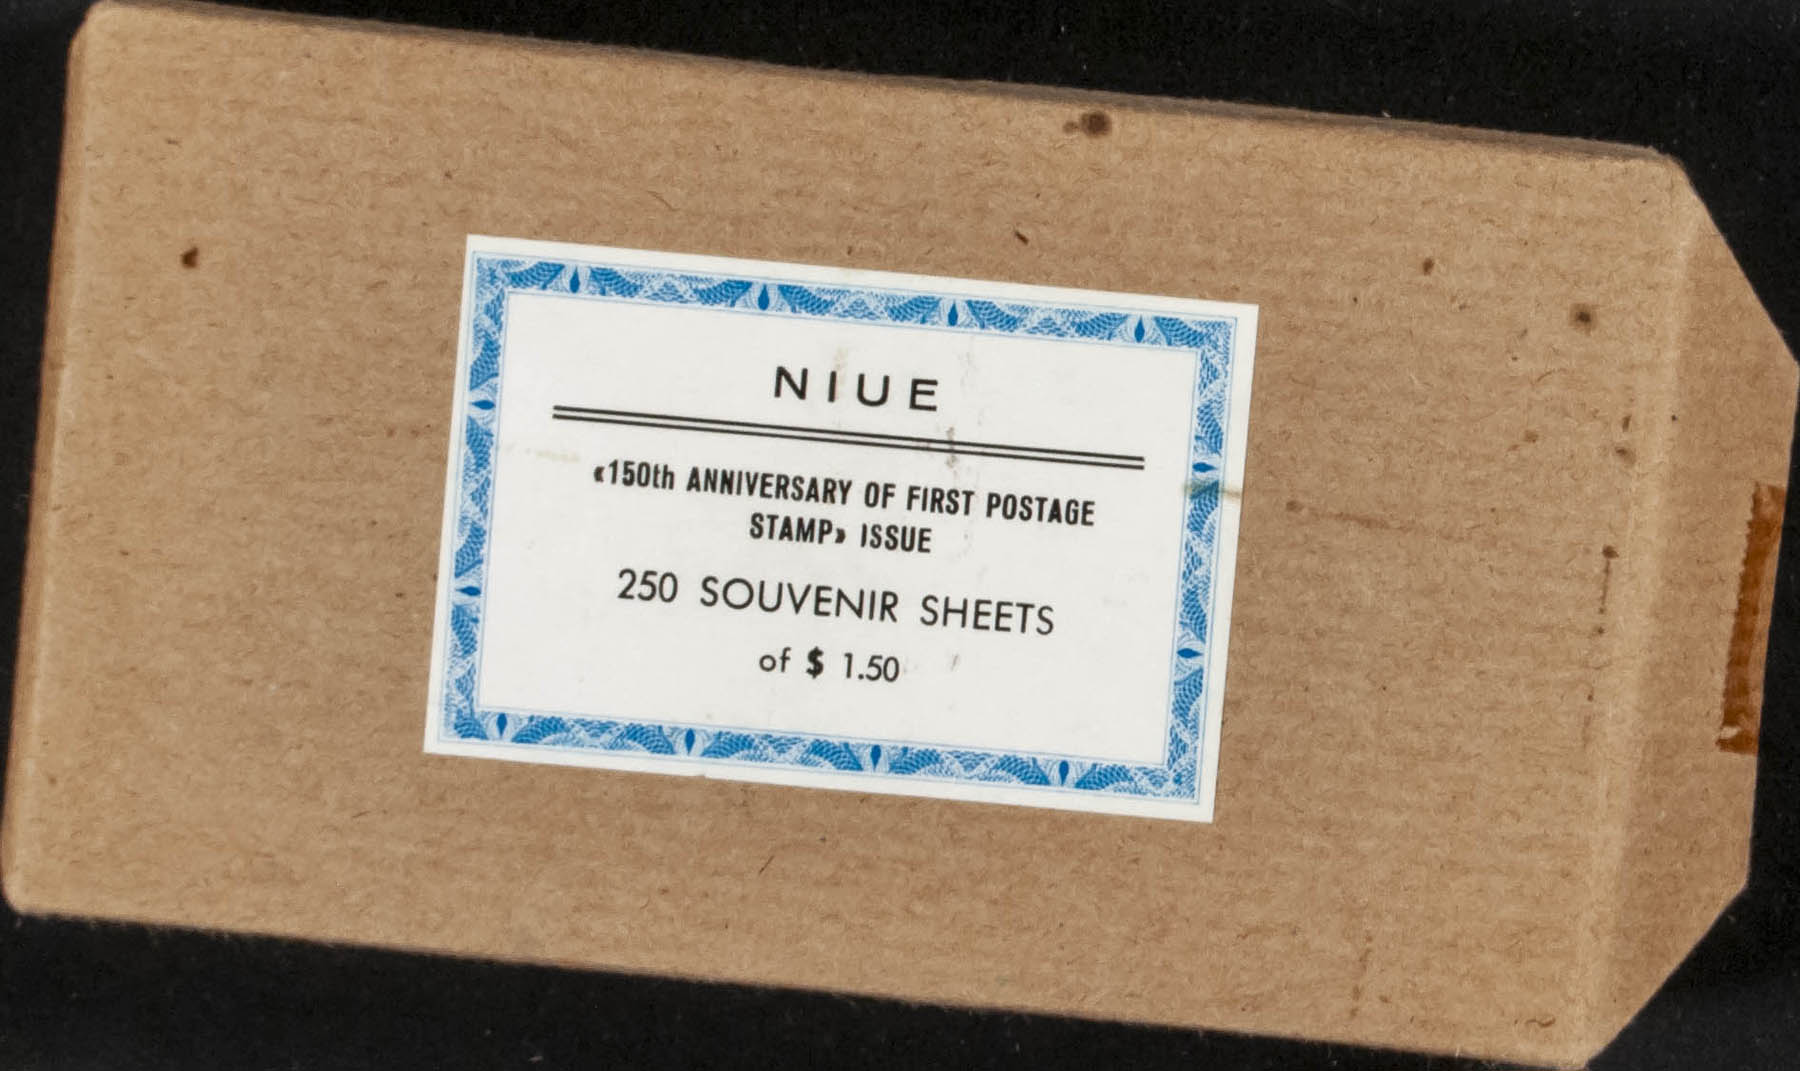 NIUE
«150th ANNIVERSARY OF FIRST POSTAGE
STAMP» ISSUE
250 SOUVENIR SHEETS
of $ 1.50